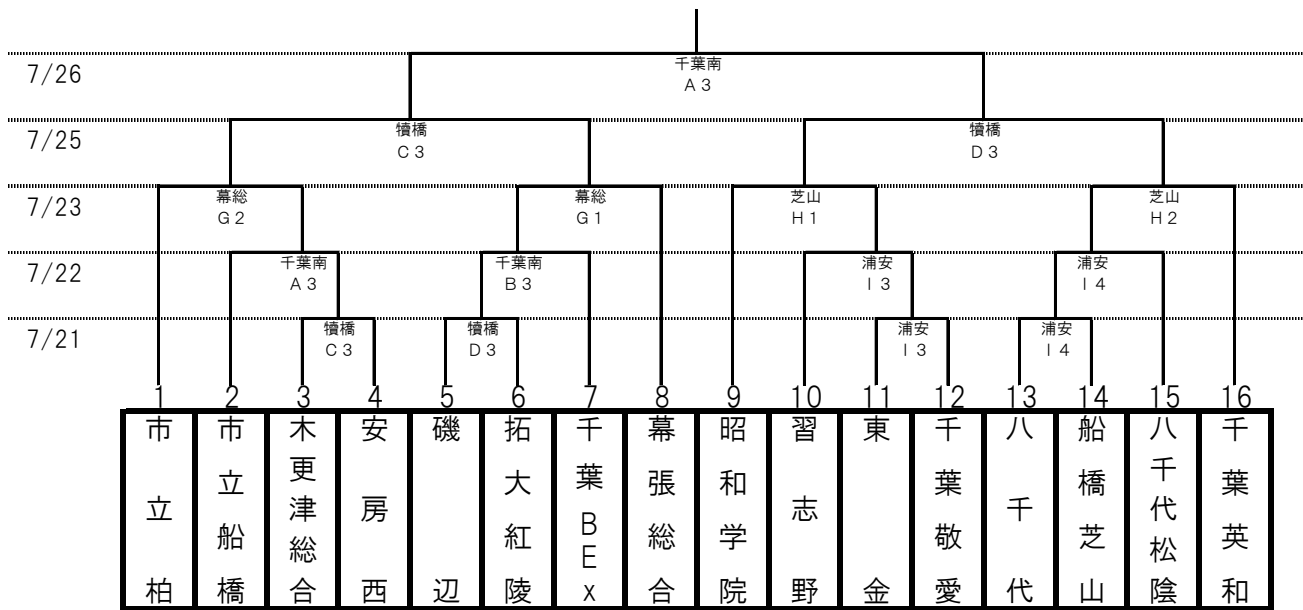 7/26
千葉南
A3
7/25
犢橋
C3
犢橋
D3
7/23
幕総
G2
幕総
G1
芝山
H1
芝山
H2
7/22
千葉南
A3
千葉南
B3
浦安
I3
浦安
I4
7/21
犢橋
C3
犢橋
D3
浦安
I3
浦安
I4
1 2 3 4 5 6 7 8 9 10 11 12 13 14 15 16
市立柏
市立船橋
木更津総合
安房西
磯辺
拓大紅陵
千葉BEx
幕張総合
昭和学院
習志野
東金
千葉敬愛
八千代
船橋芝山
八千代松陰
千葉英和